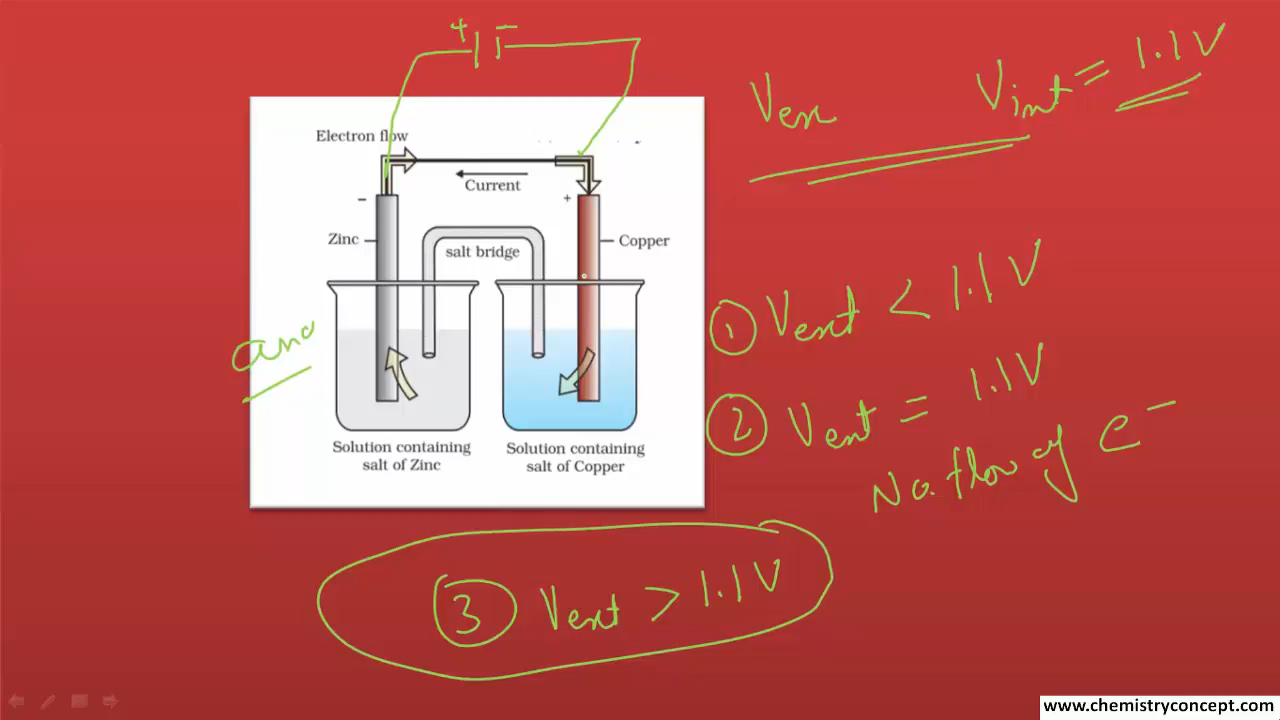 + -
Vex Vint = 1.1V
Electron flow
Current
- +
Zinc
Copper
salt bridge
ano
Solution containing
salt of Zinc
Solution containing
salt of Copper
① Vext < 1.1V
② Vext = 1.1V
No. flow of e⁻
③ Vext > 1.1V
www.chemistryconcept.com